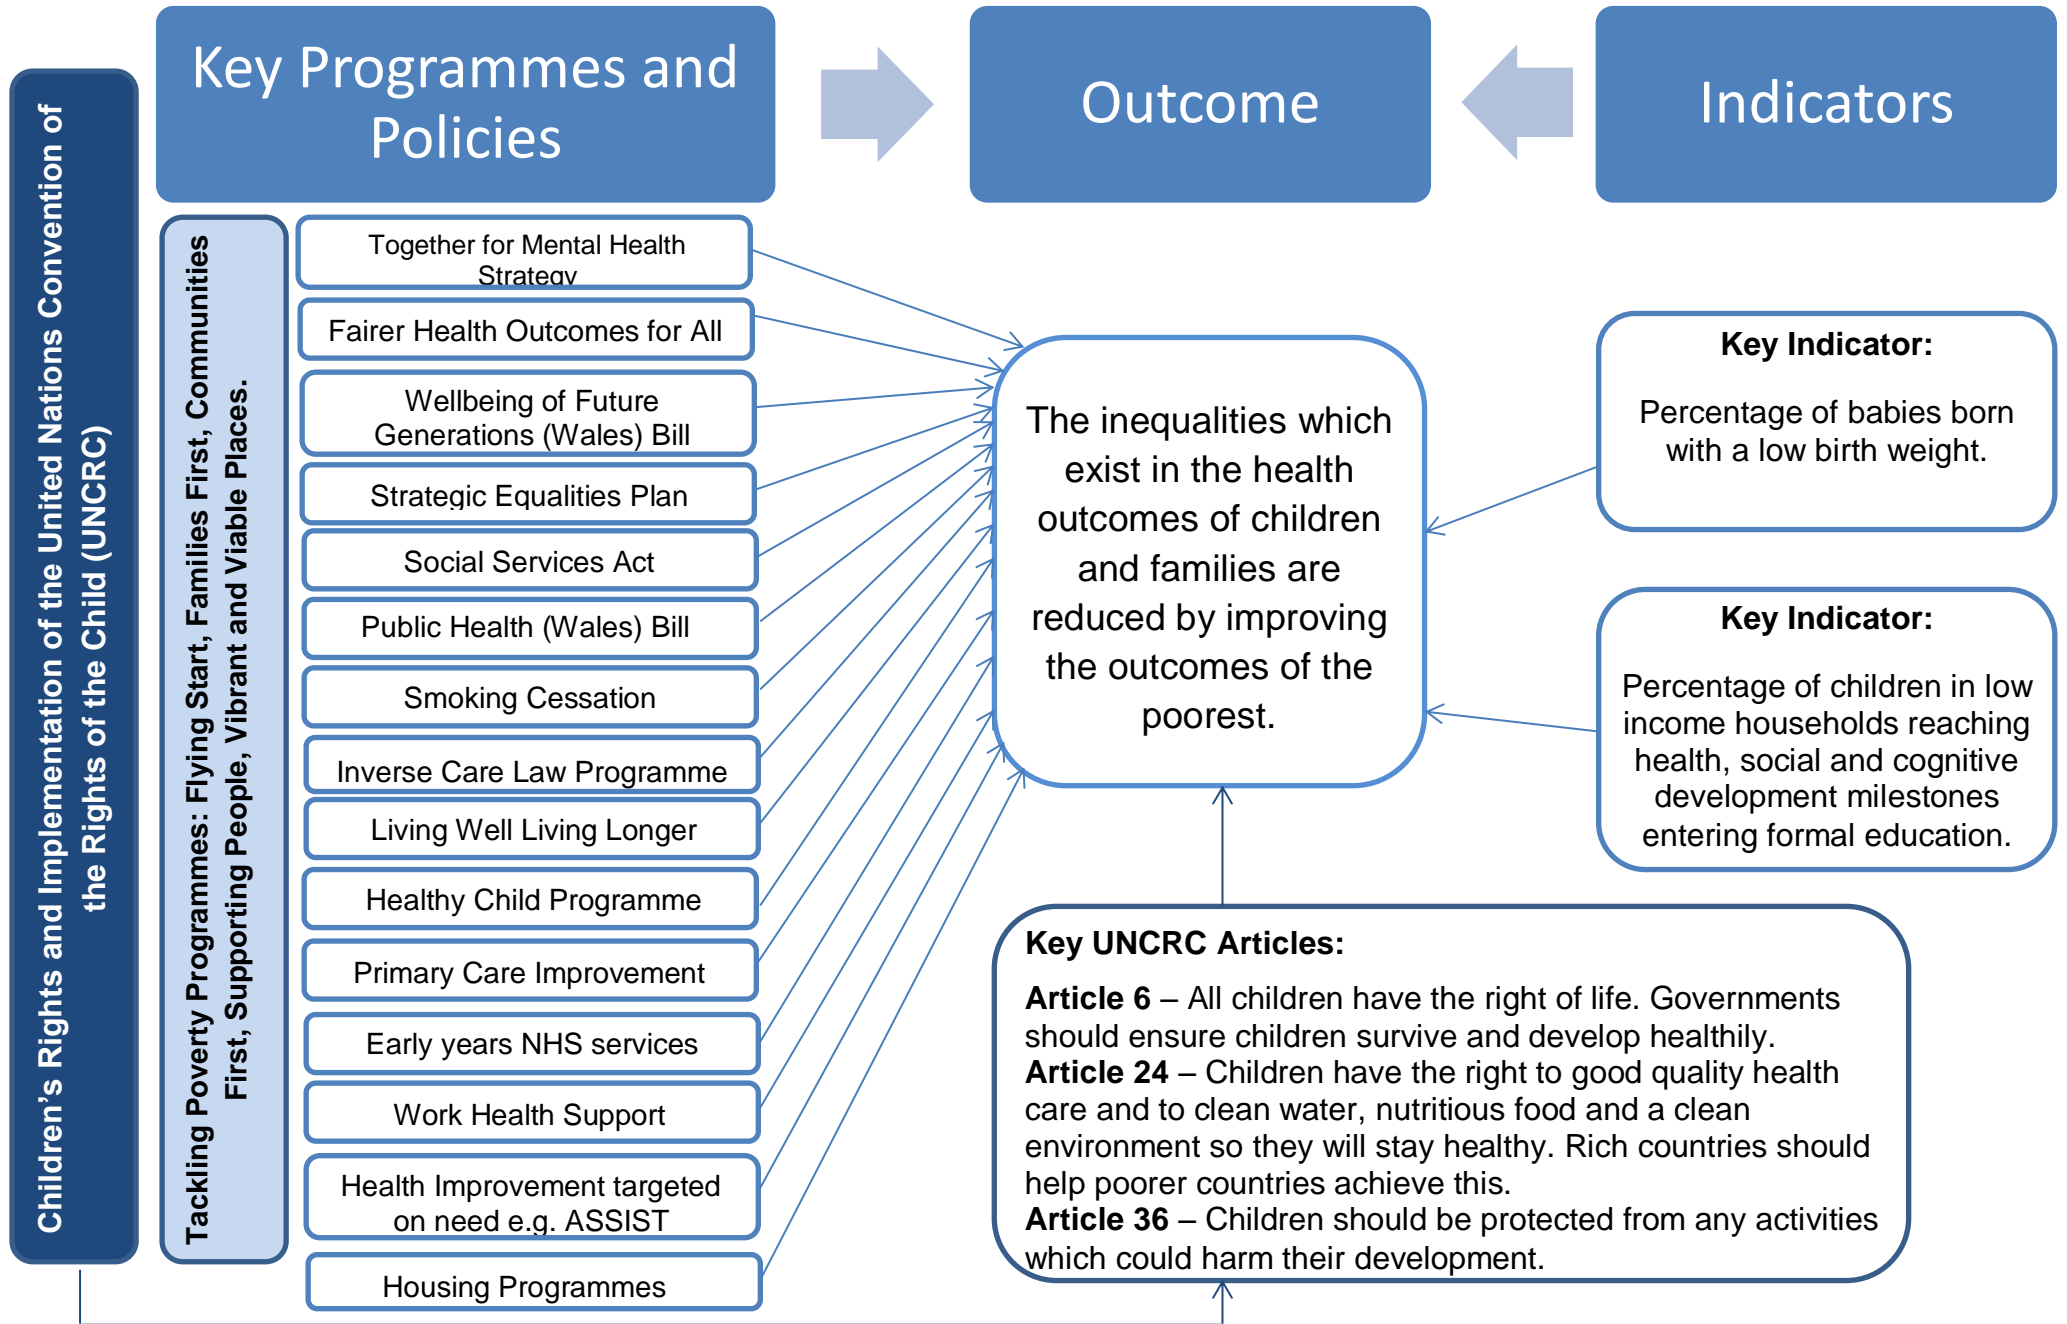 Key Programmes and
Policies
Outcome
Indicators
Children’s Rights and Implementation of the United Nations Convention of
the Rights of the Child (UNCRC)
Tackling Poverty Programmes: Flying Start, Families First, Communities
First, Supporting People, Vibrant and Viable Places.
Together for Mental Health
Strategy
Fairer Health Outcomes for All
Wellbeing of Future
Generations (Wales) Bill
Strategic Equalities Plan
Social Services Act
Public Health (Wales) Bill
Smoking Cessation
Inverse Care Law Programme
Living Well Living Longer
Healthy Child Programme
Primary Care Improvement
Early years NHS services
Work Health Support
Health Improvement targeted
on need e.g. ASSIST
Housing Programmes
The inequalities which
exist in the health
outcomes of children
and families are
reduced by improving
the outcomes of the
poorest.
Key Indicator:
Percentage of babies born
with a low birth weight.
Key Indicator:
Percentage of children in low
income households reaching
health, social and cognitive
development milestones
entering formal education.
Key UNCRC Articles:
Article 6 – All children have the right of life. Governments
should ensure children survive and develop healthily.
Article 24 – Children have the right to good quality health
care and to clean water, nutritious food and a clean
environment so they will stay healthy. Rich countries should
help poorer countries achieve this.
Article 36 – Children should be protected from any activities
which could harm their development.